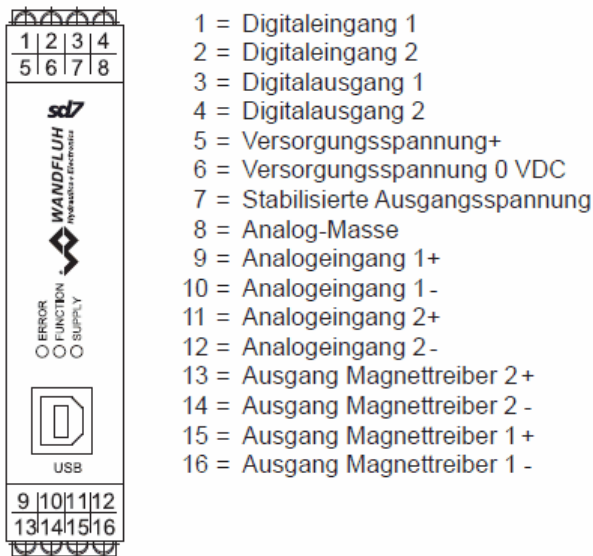 1 2 3 4
5 6 7 8
sd7
WANDFLUH
Hydraulics + Electronics
ERROR
FUNCTION
SUPPLY
USB
9 10 11 12
13 14 15 16
1 = Digitaleingang 1
2 = Digitaleingang 2
3 = Digitalausgang 1
4 = Digitalausgang 2
5 = Versorgungsspannung+
6 = Versorgungsspannung 0 VDC
7 = Stabilisierte Ausgangsspannung
8 = Analog-Masse
9 = Analogeingang 1+
10 = Analogeingang 1-
11 = Analogeingang 2+
12 = Analogeingang 2-
13 = Ausgang Magnettreiber 2+
14 = Ausgang Magnettreiber 2 -
15 = Ausgang Magnettreiber 1+
16 = Ausgang Magnettreiber 1 -